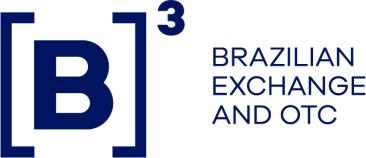 [B]³
BRAZILIAN
EXCHANGE
AND OTC